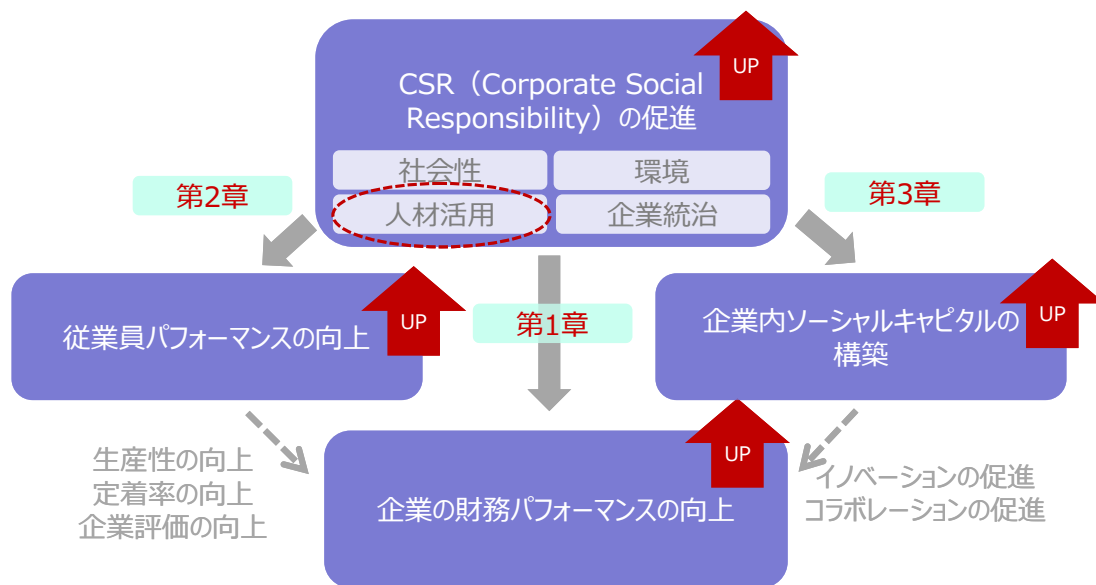 UP
CSR（Corporate Social
Responsibility）の促進
社会性
環境
人材活用
企業統治
第2章
第3章
従業員パフォーマンスの向上
UP
第1章
企業内ソーシャルキャピタルの
構築
UP
生産性の向上
定着率の向上
企業評価の向上
UP
企業の財務パフォーマンスの向上
イノベーションの促進
コラボレーションの促進